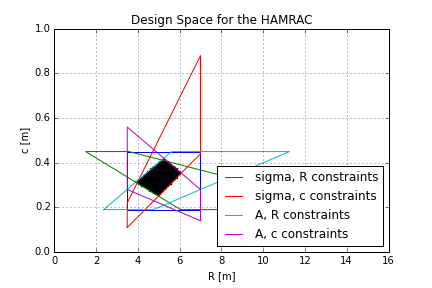 Design Space for the HAMRAC
1.0
0.8
0.6
0.4
0.2
0.0
c [m]
0 2 4 6 8 10 12 14 16
R [m]
sigma, R constraints
sigma, c constraints
A, R constraints
A, c constraints